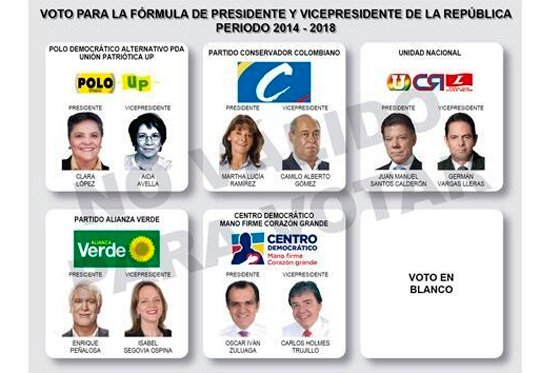 VOTO PARA LA FÓRMULA DE PRESIDENTE Y VICEPRESIDENTE DE LA REPÚBLICA
PERIODO 2014 - 2018
POLO DEMOCRÁTICO ALTERNATIVO PDA
UNIÓN PATRIÓTICA UP
POLO
UP
PRESIDENTE
VICEPRESIDENTE
CLARA
LÓPEZ
AIDA
AVELLA
PARTIDO CONSERVADOR COLOMBIANO
C
PRESIDENTE
VICEPRESIDENTE
MARTHA LUCÍA
RAMÍREZ
CAMILO ALBERTO
GÓMEZ
UNIDAD NACIONAL
U
CR
L
PRESIDENTE
VICEPRESIDENTE
JUAN MANUEL
SANTOS CALDERÓN
GERMÁN
VARGAS LLERAS
PARTIDO ALIANZA VERDE
ALIANZA
Verde
PRESIDENTE
VICEPRESIDENTE
ENRIQUE
PEÑALOSA
ISABEL
SEGOVIA OSPINA
CENTRO DEMOCRÁTICO
MANO FIRME CORAZÓN GRANDE
CENTRO
DEMOCRÁTICO
Mano firme
Corazón grande
PRESIDENTE
VICEPRESIDENTE
OSCAR IVÁN
ZULUAGA
CARLOS HOLMES
TRUJILLO
VOTO EN
BLANCO
NO VÁLIDO
PARA VOTAR